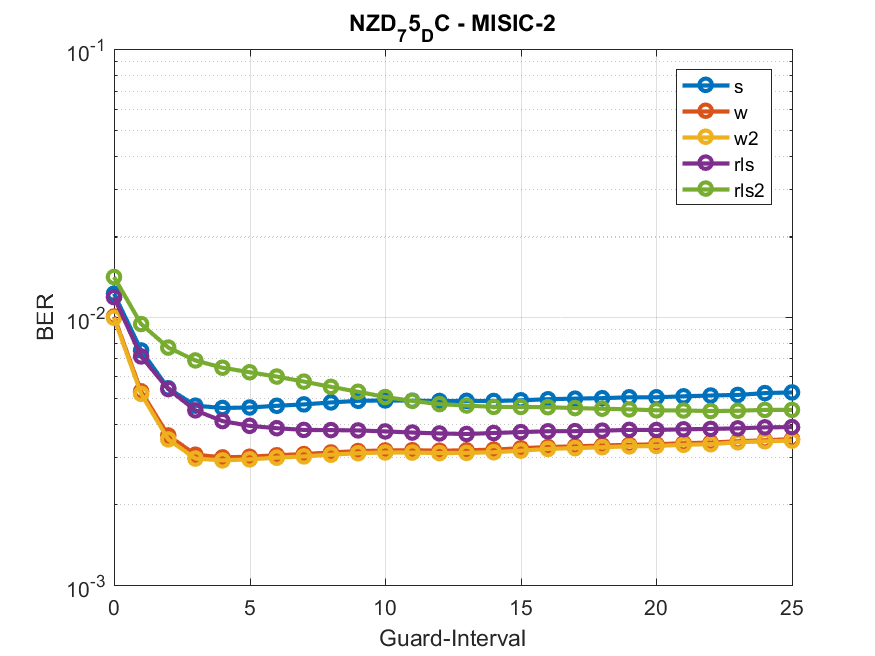 NZD₇5_DC - MISIC-2
10⁻¹
10⁻²
10⁻³
BER
s
w
w2
rls
rls2
0 5 10 15 20 25
Guard-Interval